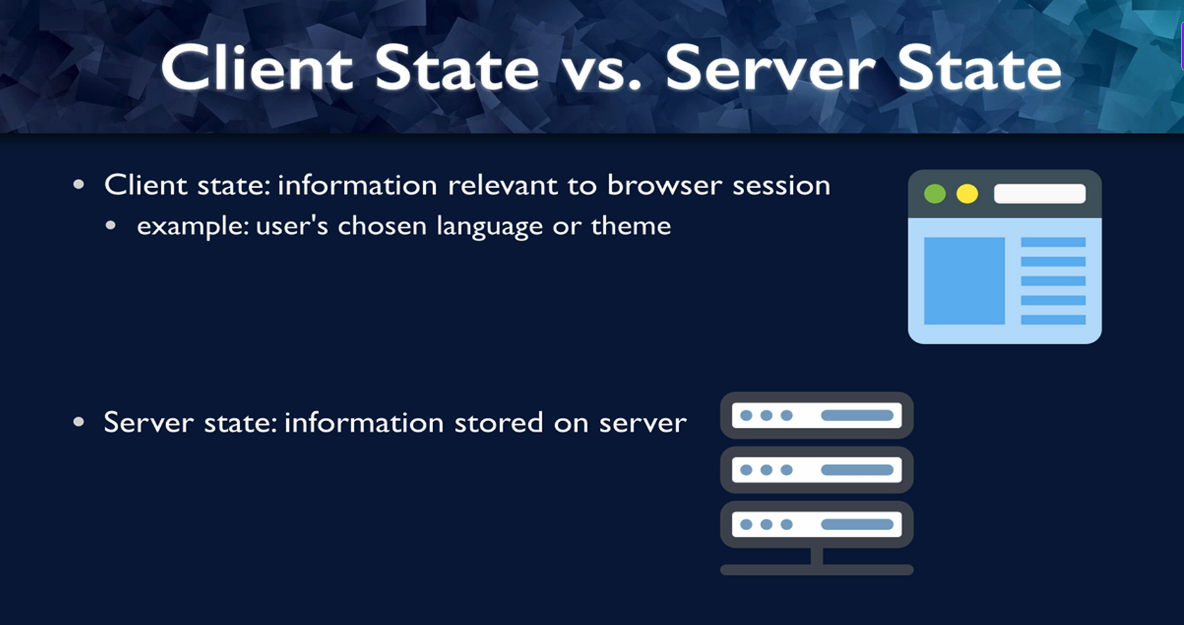 Client State vs. Server State
• Client state: information relevant to browser session
• example: user's chosen language or theme
• Server state: information stored on server